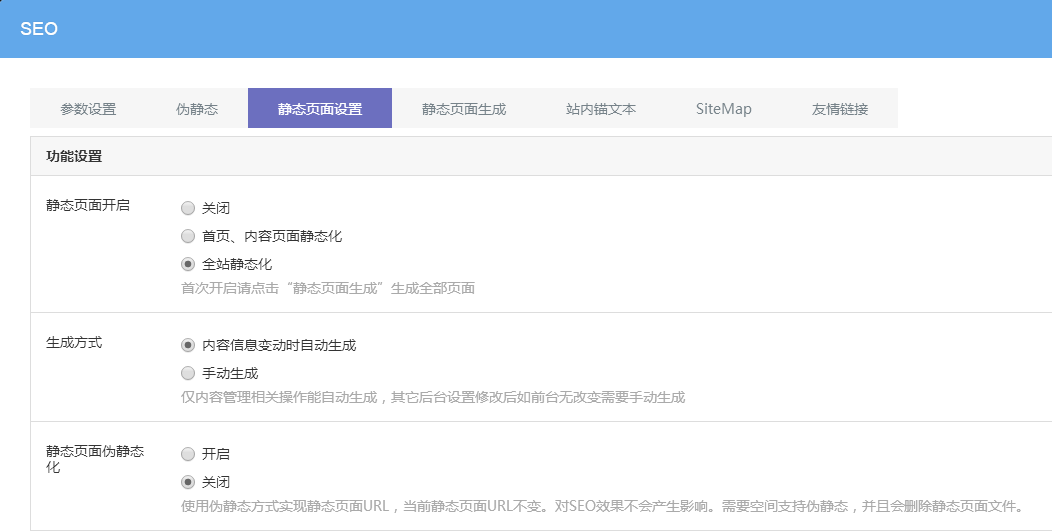 SEO
参数设置 伪静态 静态页面设置 静态页面生成 站内锚文本 SiteMap 友情链接
功能设置
静态页面开启
关闭
首页、内容页面静态化
全站静态化
首次开启请点击“静态页面生成”生成全部页面
生成方式
内容信息变动时自动生成
手动生成
仅内容管理相关操作能自动生成，其它后台设置修改后如前台无改变需要手动生成
静态页面伪静态
化
开启
关闭
使用伪静态方式实现静态页面URL，当前静态页面URL不变。对SEO效果不会产生影响。需要空间支持伪静态，并且会删除静态页面文件。